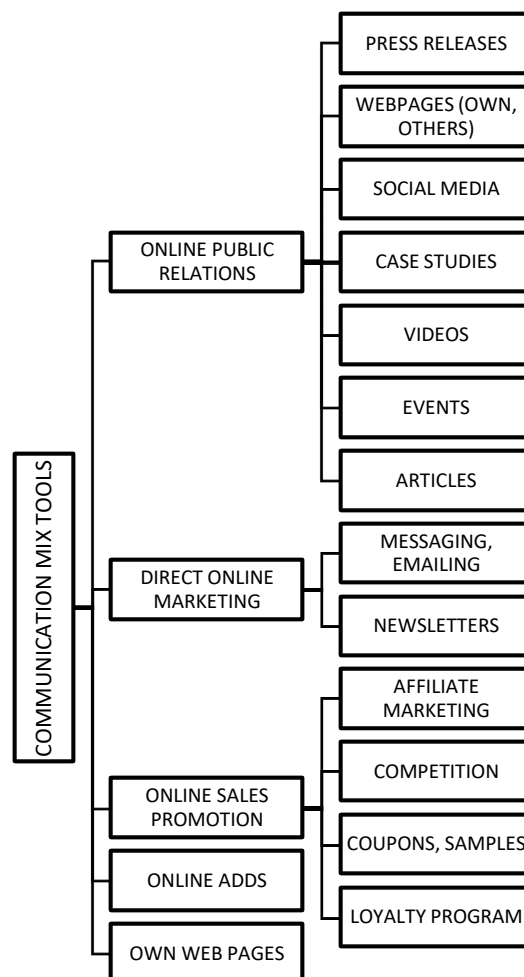 PRESS RELEASES
WEBPAGES (OWN,
OTHERS)
SOCIAL MEDIA
ONLINE PUBLIC
RELATIONS
CASE STUDIES
VIDEOS
EVENTS
ARTICLES
COMMUNICATION MIX TOOLS
MESSAGING,
EMAILING
DIRECT ONLINE
MARKETING
NEWSLETTERS
AFFILIATE
MARKETING
COMPETITION
ONLINE SALES
PROMOTION
COUPONS, SAMPLES
ONLINE ADDS
LOYALTY PROGRAM
OWN WEB PAGES